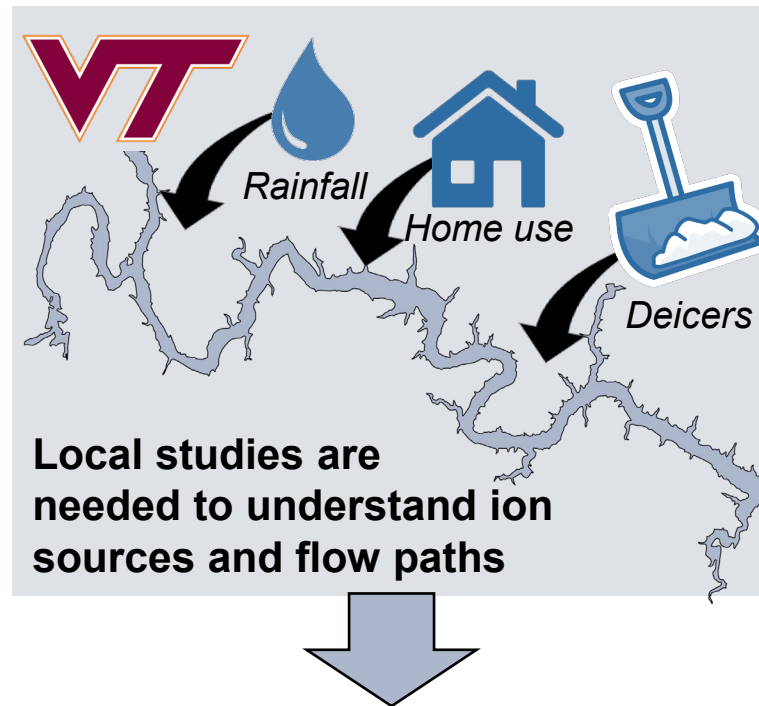 VT
Rainfall
Home use
Deicers
Local studies are
needed to understand ion
sources and flow paths